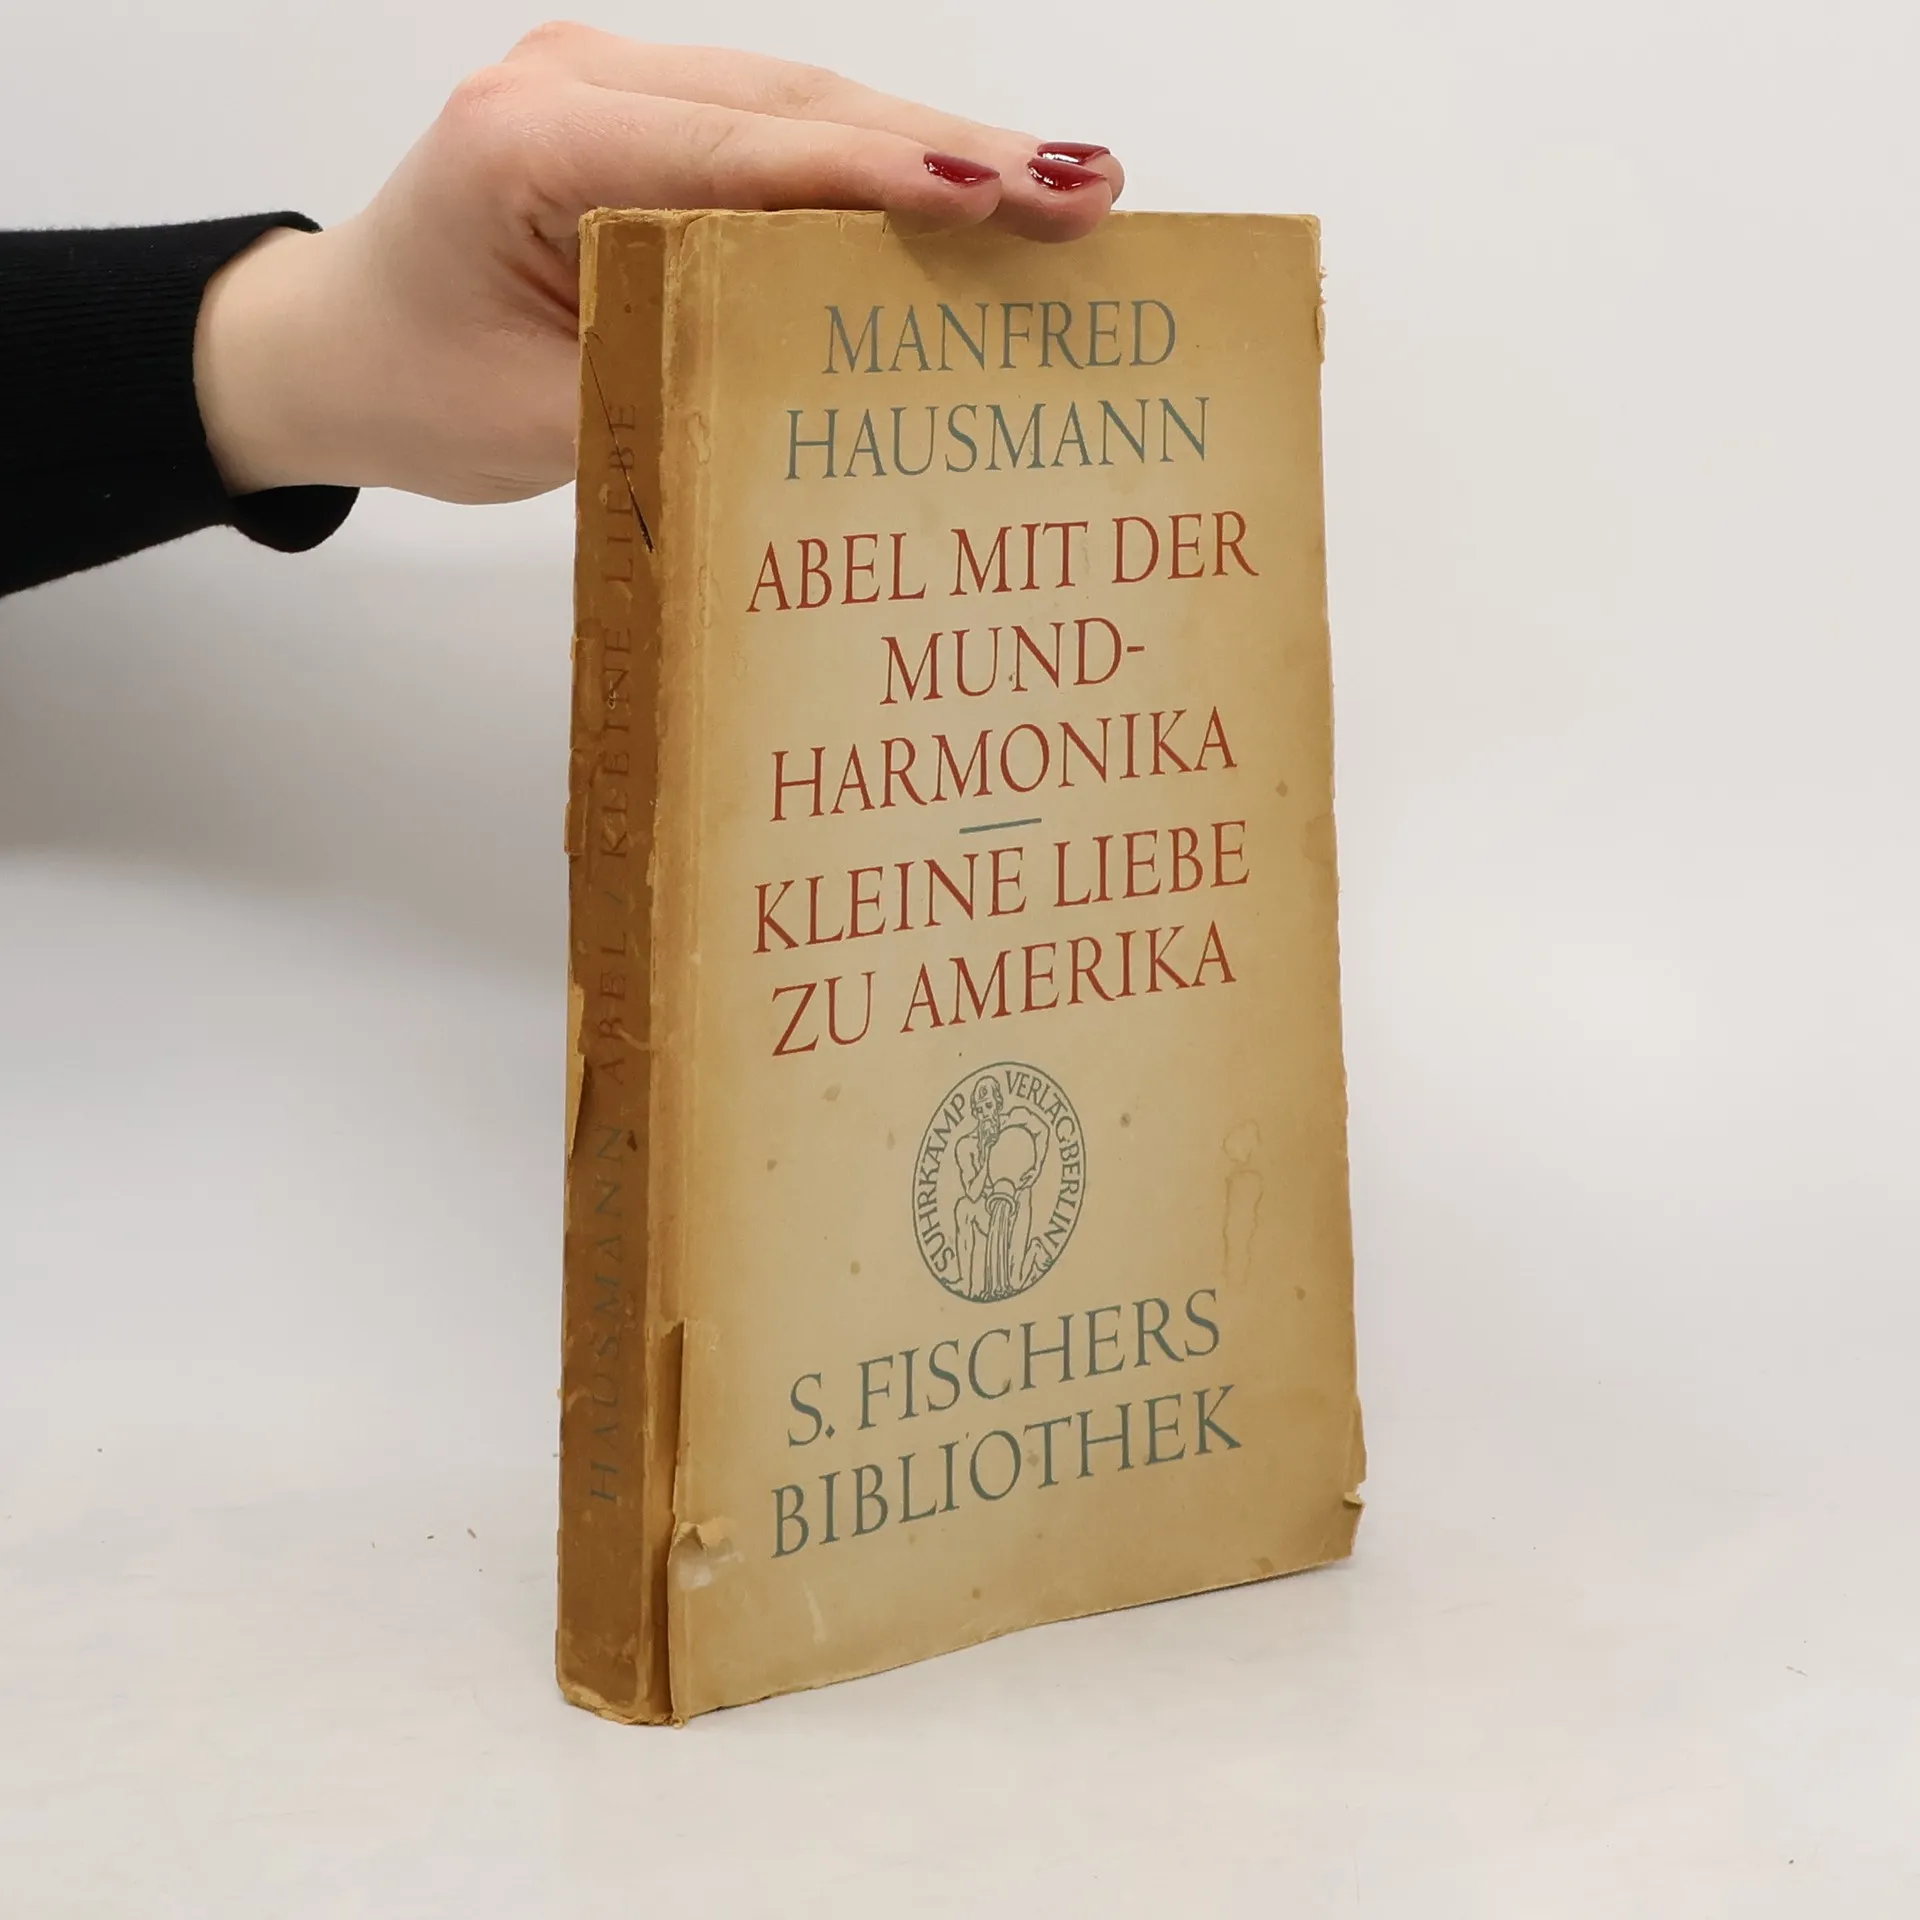 MANFRED
HAUSMANN
ABEL MIT DER
MUND-
HARMONIKA
KLEINE LIEBE
ZU AMERIKA
SUHRKAMP VERLAG BERLIN
S. FISCHERS
BIBLIOTHEK
HAUSMANN ABEL / KLEINE LIEBE